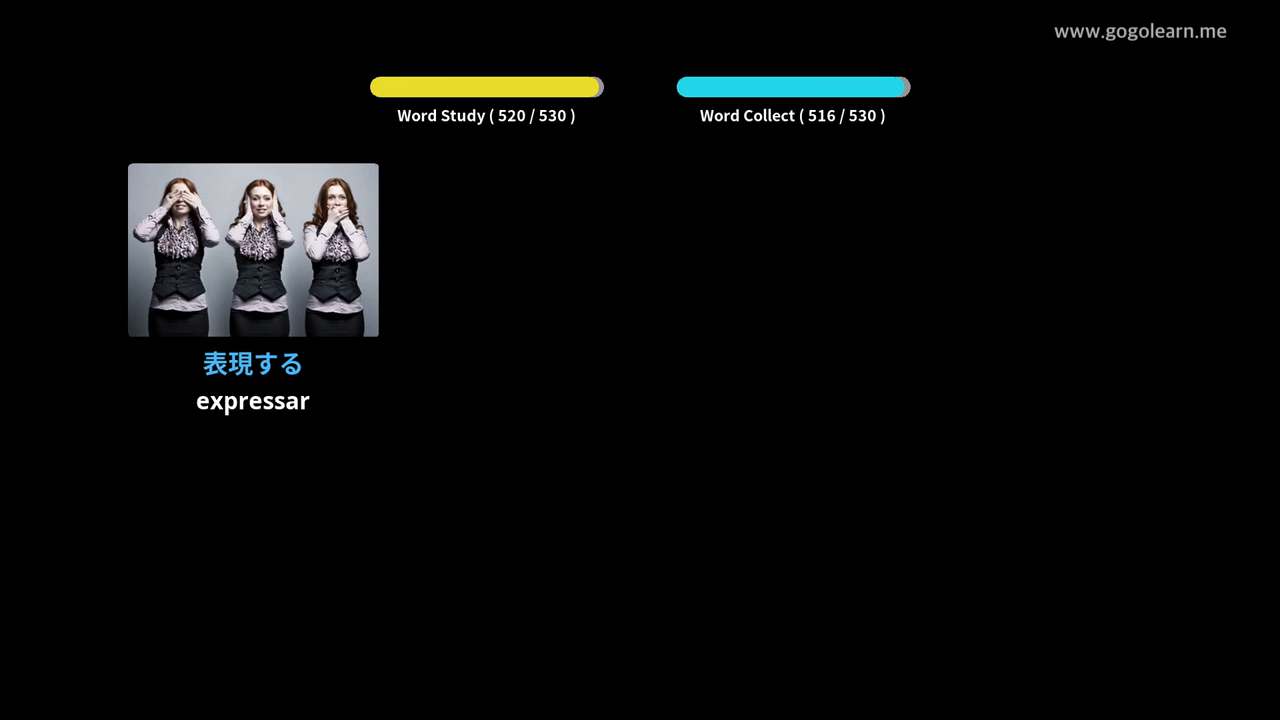 www.gogolearn.me
Word Study ( 520 / 530 )
Word Collect ( 516 / 530 )
表現する
expressar